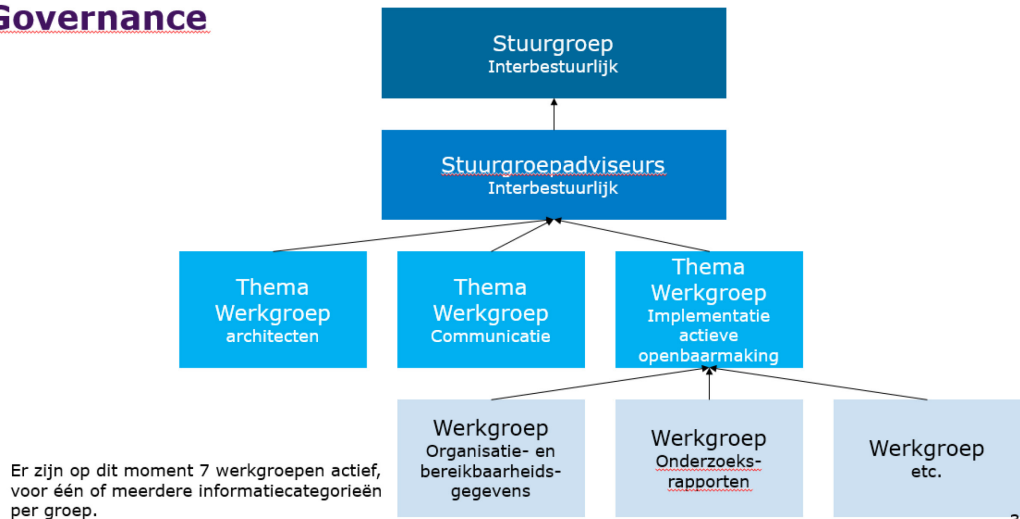 Governance
Stuurgroep
Interbestuurlijk
Stuurgroepadviseurs
Interbestuurlijk
Thema
Werkgroep
architecten
Thema
Werkgroep
Communicatie
Thema
Werkgroep
Implementatie
actieve
openbaarmaking
Werkgroep
Organisatie- en
bereikbaarheids-
gegevens
Werkgroep
Onderzoeks-
rapporten
Werkgroep
etc.
Er zijn op dit moment 7 werkgroepen actief,
voor één of meerdere informatiecategorieën
per groep.